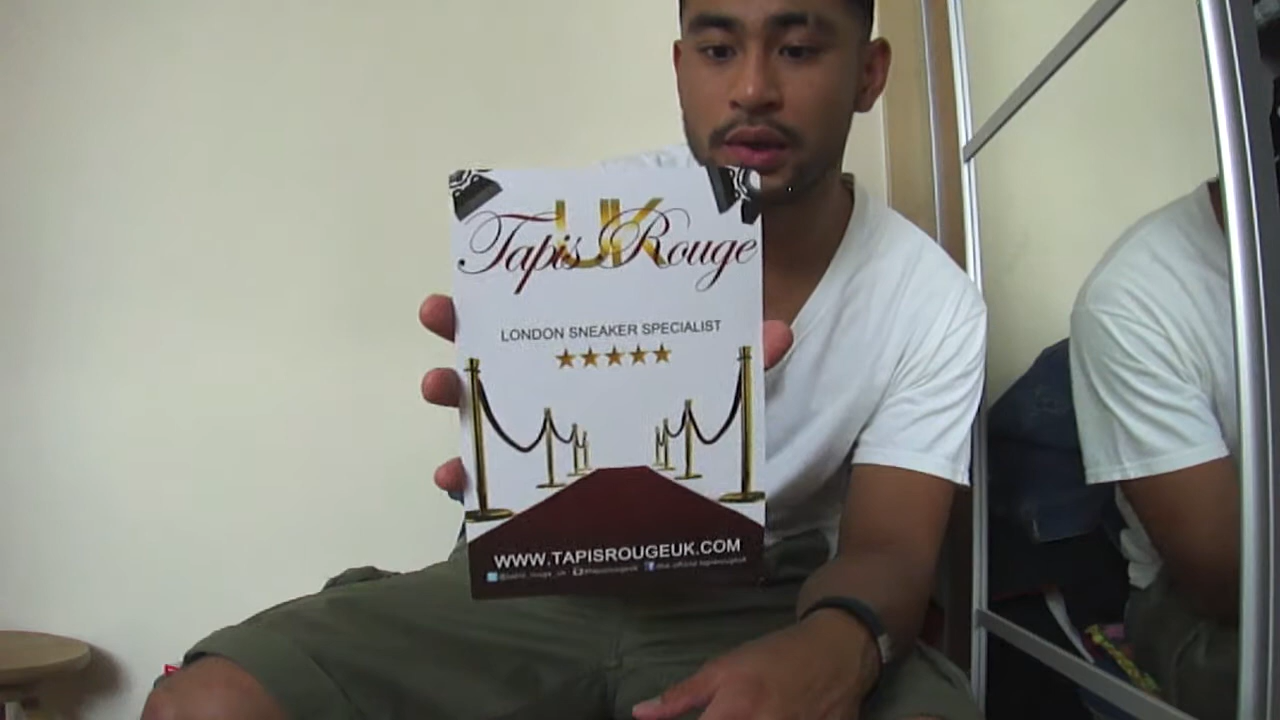 UK
Tapis Rouge
LONDON SNEAKER SPECIALIST
WWW.TAPISROUGEUK.COM